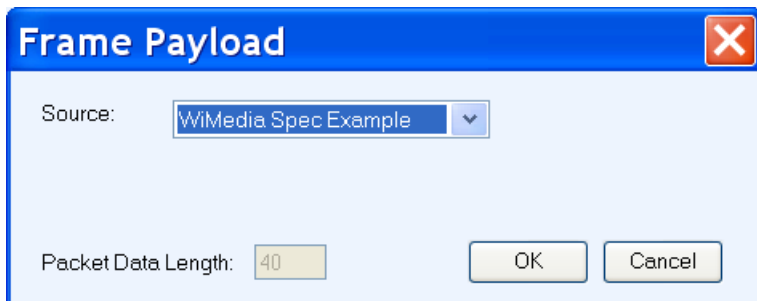 Frame Payload
Source: WiMedia Spec Example
Packet Data Length: 40 OK Cancel